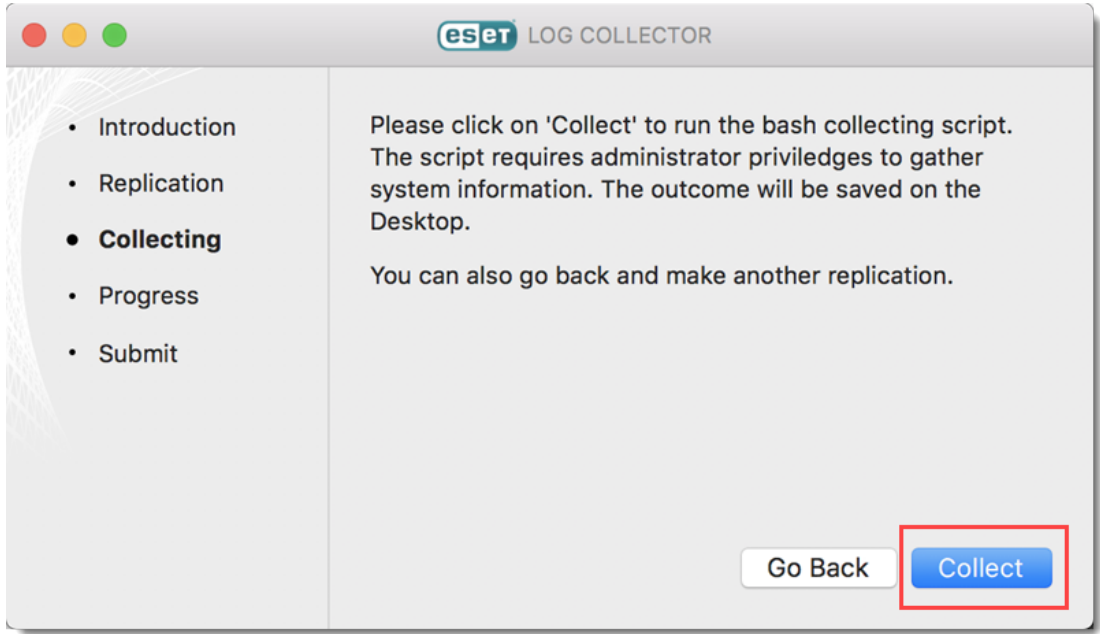 eset LOG COLLECTOR
• Introduction
• Replication
• Collecting
• Progress
• Submit
Please click on 'Collect' to run the bash collecting script.
The script requires administrator priviledges to gather
system information. The outcome will be saved on the
Desktop.
You can also go back and make another replication.
Go Back
Collect